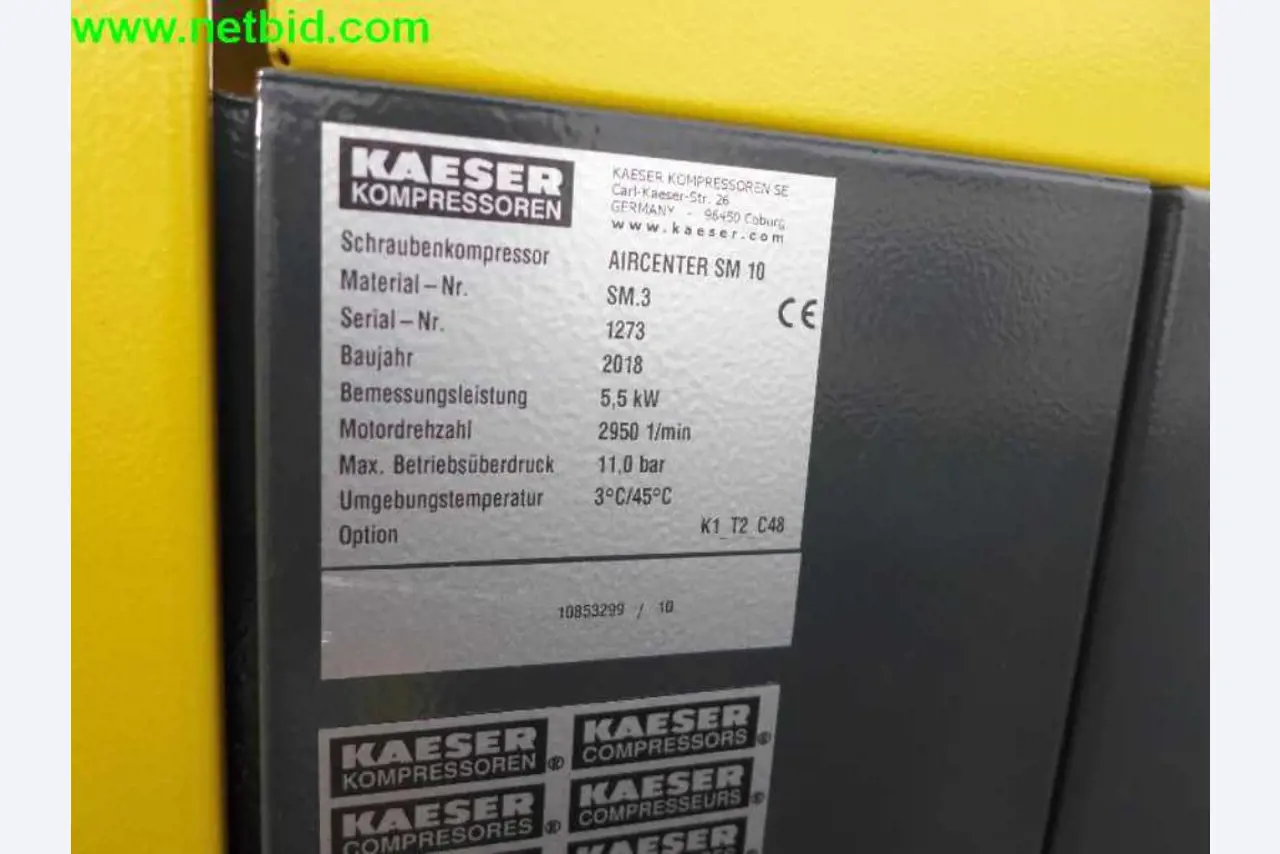 www.netbid.com
KAESER
KOMPRESSOREN
KAESER KOMPRESSOREN SE
Carl-Kaeser-Str. 26
GERMANY - 96450 Coburg
www.kaeser.com
Schraubenkompressor AIRCENTER SM 10
Material – Nr. SM.3
CE
Serial – Nr. 1273
Baujahr 2018
Bemessungsleistung 5,5 kW
Motordrehzahl 2950 1/min
Max. Betriebsüberdruck 11,0 bar
Umgebungstemperatur 3°C/45°C
Option K1_T2_C48
10853299 / 10
KAESER
KOMPRESSOREN ®
KAESER
COMPRESSORS ®
KAESER
COMPRESORES ®
KAESER
COMPRESSEURS ®
KAESER